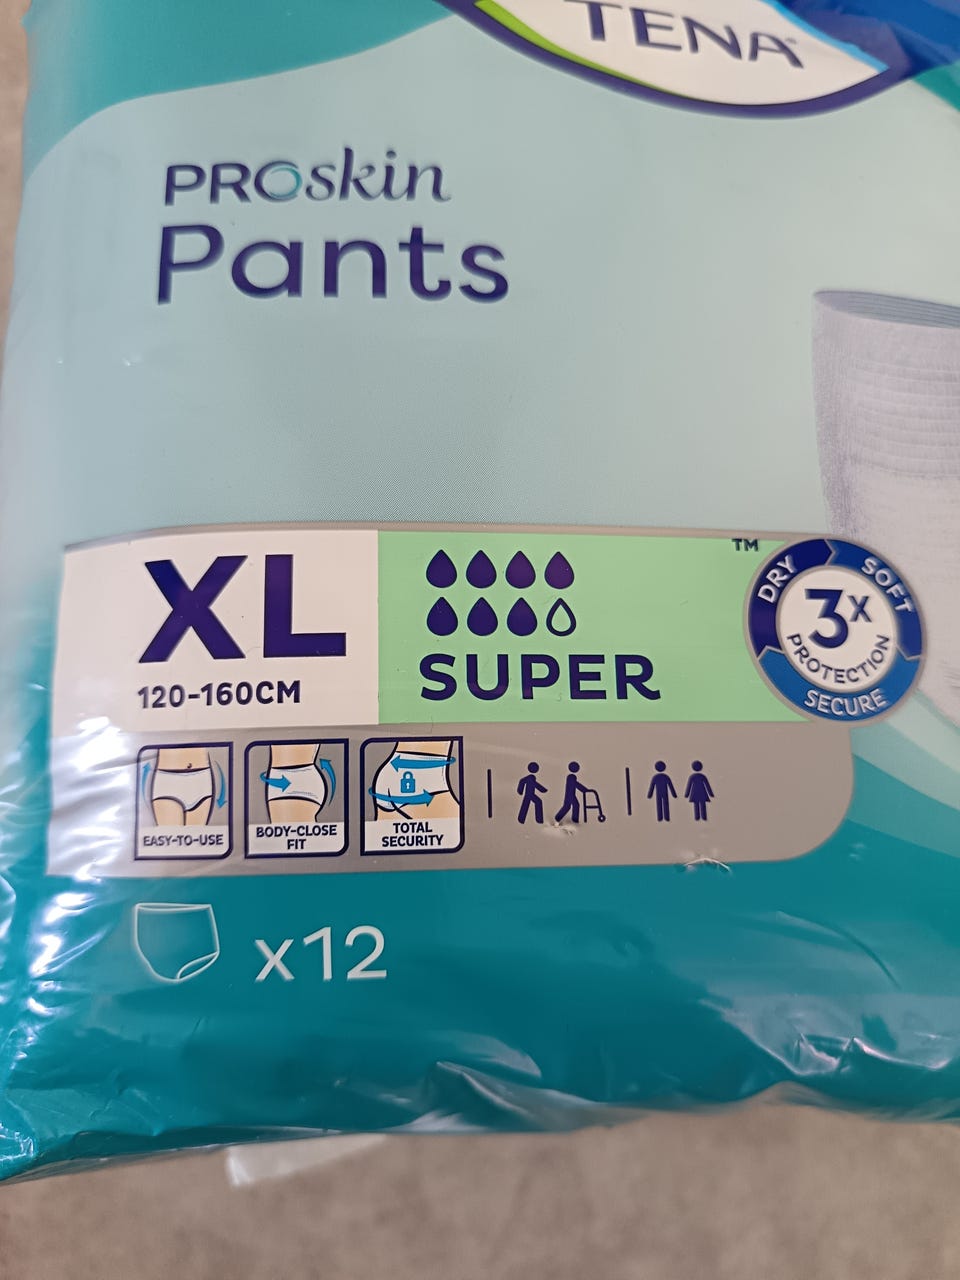 TENA
PROskin
Pants
XL
120-160CM
SUPER
TM
DRY
SOFT
3X
PROTECTION
SECURE
EASY-TO-USE
BODY-CLOSE
FIT
TOTAL
SECURITY
x12